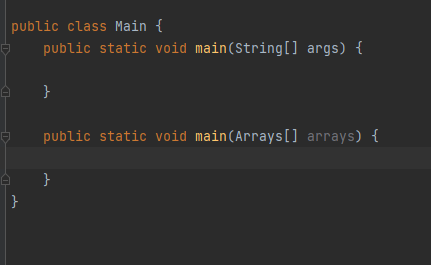 public class Main {
    public static void main(String[] args) {
    }
    public static void main(Arrays[] arrays) {
    }
}